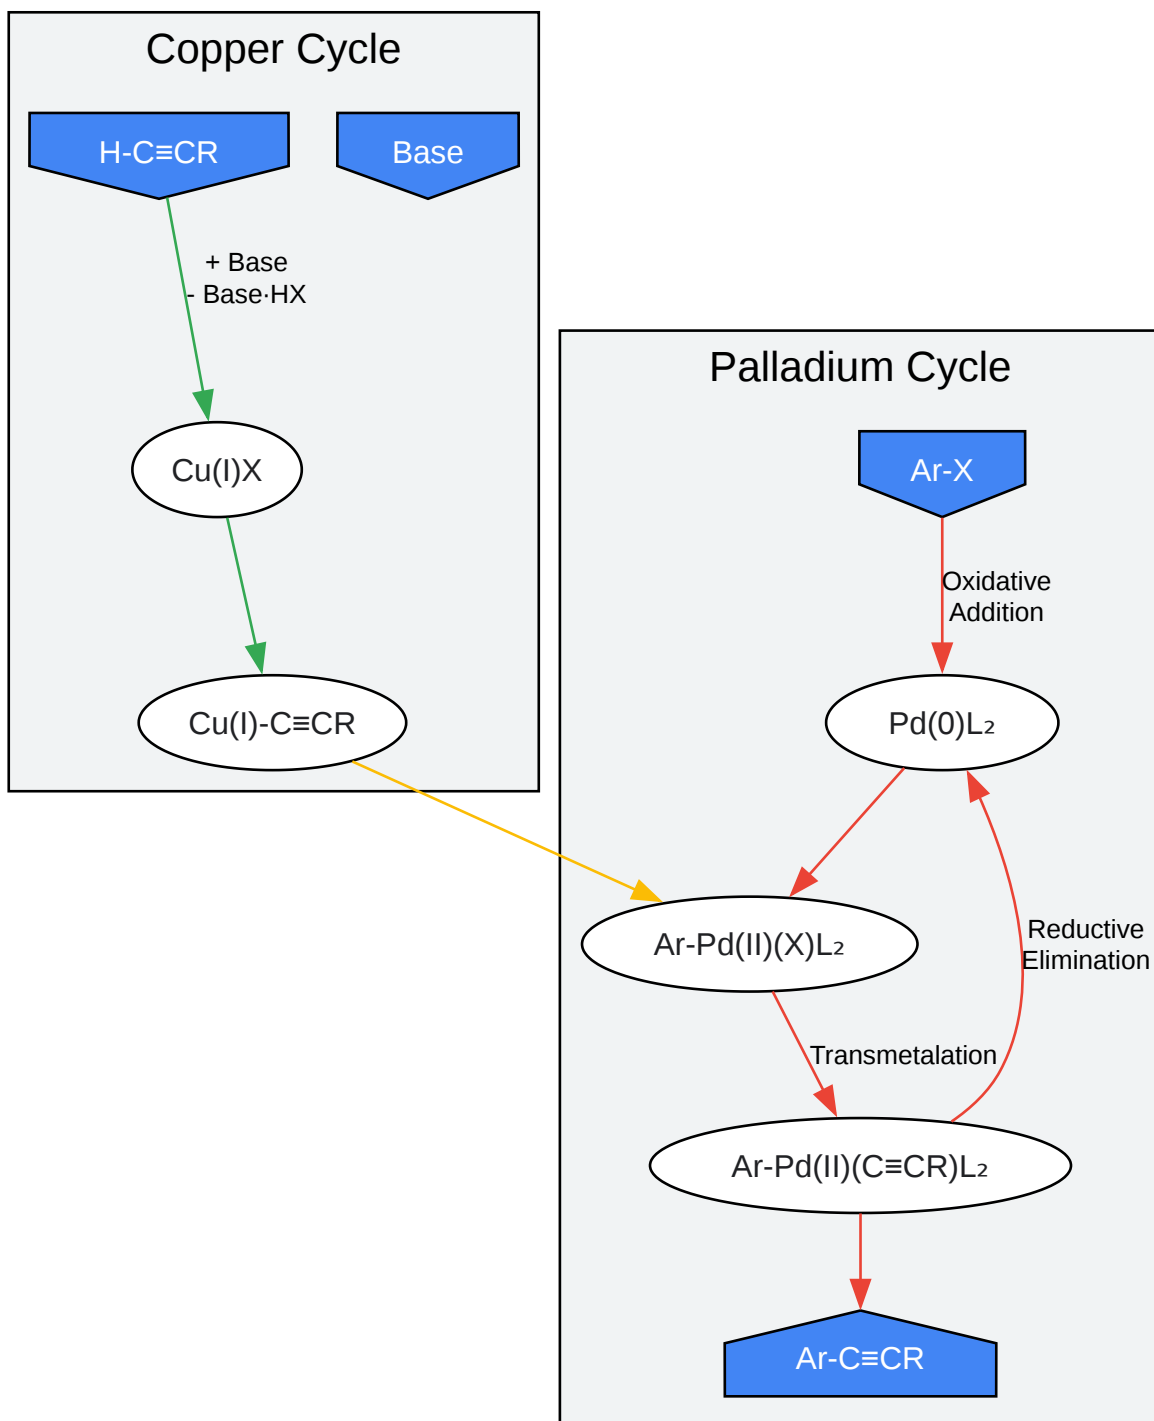 Copper Cycle
H-C≡CR
Base
+ Base
- Base·HX
Cu(I)X
Cu(I)-C≡CR
Palladium Cycle
Ar-X
Oxidative
Addition
Pd(0)L₂
Ar-Pd(II)(X)L₂
Reductive
Elimination
Transmetalation
Ar-Pd(II)(C≡CR)L₂
Ar-C≡CR